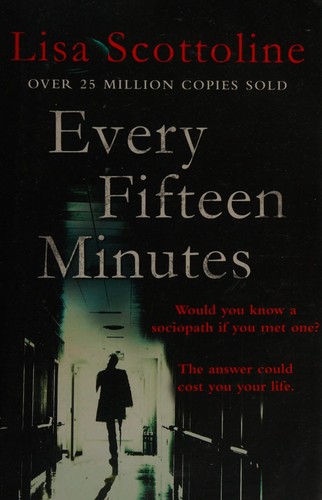 Lisa Scottoline
OVER 25 MILLION COPIES SOLD
Every
Fifteen
Minutes
Would you know a
sociopath if you met one?
The answer could
cost you your life.